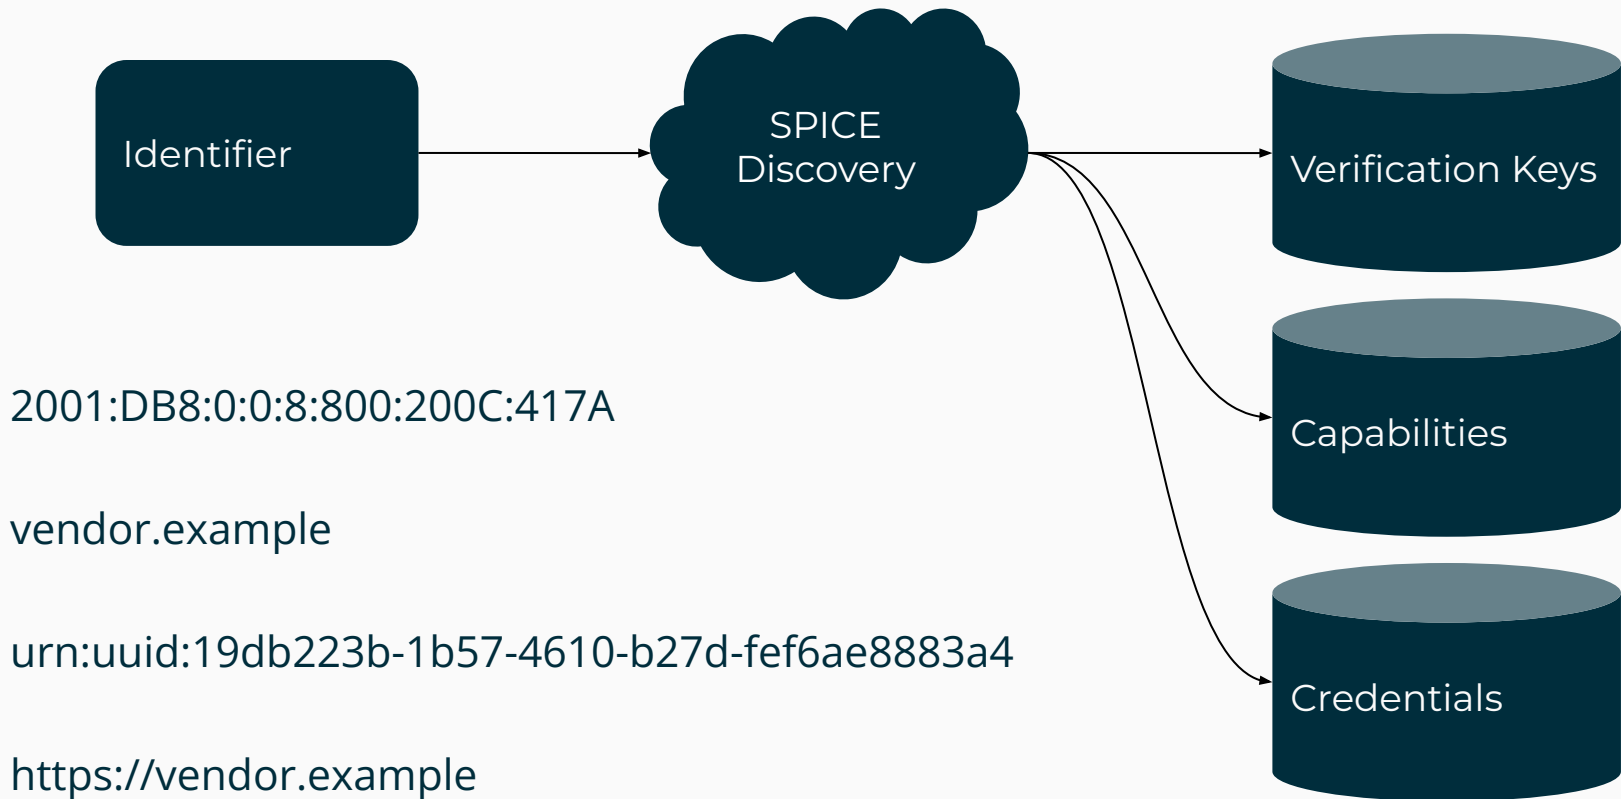 Identifier
SPICE
Discovery
Verification Keys
Capabilities
Credentials
2001:DB8:0:0:8:800:200C:417A
vendor.example
urn:uuid:19db223b-1b57-4610-b27d-fef6ae8883a4
https://vendor.example